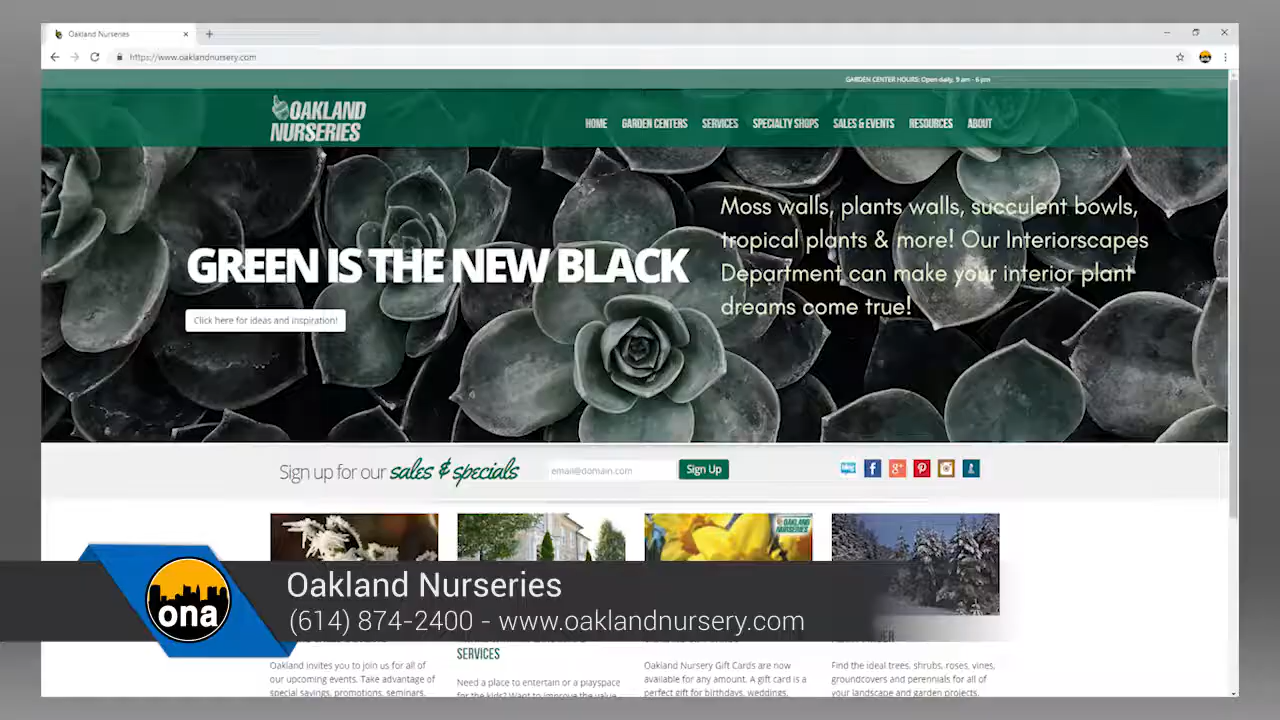 Oakland Nurseries
https://www.oaklandnursery.com
GARDEN CENTER HOURS: Open daily, 9 am - 6 pm
OAKLAND
NURSERIES
HOME GARDEN CENTERS SERVICES SPECIALTY SHOPS SALES & EVENTS RESOURCES ABOUT
Moss walls, plants walls, succulent bowls,
tropical plants & more! Our Interiorscapes
Department can make your interior plant
dreams come true!
GREEN IS THE NEW BLACK
Click here for ideas and inspiration!
Sign up for our sales & specials
email@domain.com
Sign Up
OAKLAND
NURSERIES
ona
Oakland Nurseries
(614) 874-2400 - www.oaklandnursery.com
SERVICES
Oakland invites you to join us for all of
our upcoming events. Take advantage of
special savings, promotions, seminars,
Need a place to entertain or a playspace
for the kids? Want to improve the value
Oakland Nursery Gift Cards are now
available for any amount. A gift card is a
perfect gift for birthdays, weddings,
Find the ideal trees, shrubs, roses, vines,
groundcovers and perennials for all of
your landscape and garden projects.